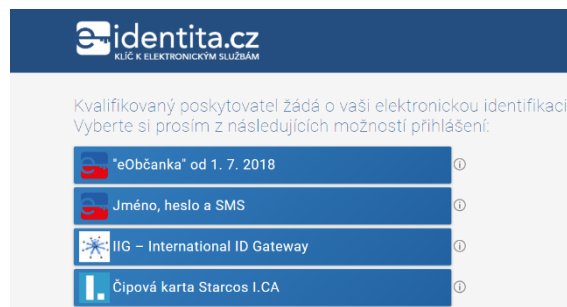 identita.cz
KLÍČ K ELEKTRONICKÝM SLUŽBÁM
Kvalifikovaný poskytovatel žádá o vaši elektronickou identifikaci
Vyberte si prosím z následujících možností přihlášení:
"eObčanka" od 1. 7. 2018
Jméno, heslo a SMS
IIG – International ID Gateway
Čipová karta Starcos I.CA